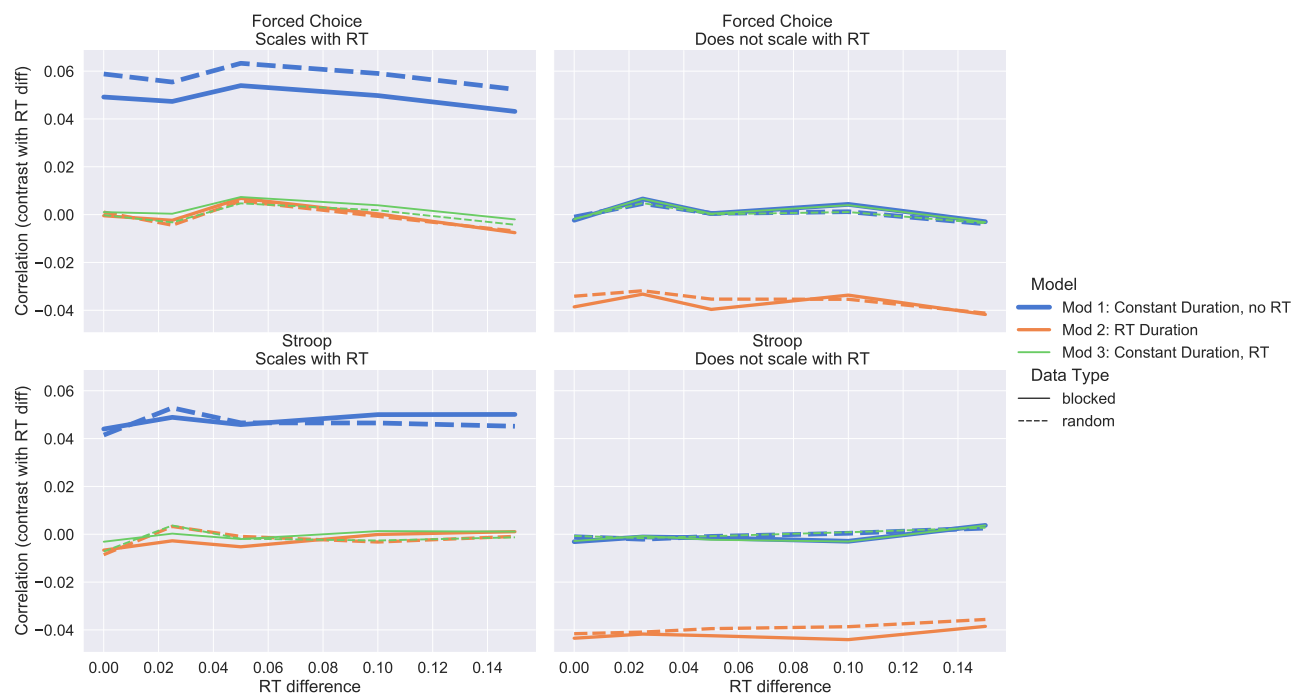 Forced Choice
Scales with RT
Forced Choice
Does not scale with RT
Correlation (contrast with RT diff)
0.06
0.04
0.02
0.00
−0.02
−0.04
Stroop
Scales with RT
Stroop
Does not scale with RT
Correlation (contrast with RT diff)
0.06
0.04
0.02
0.00
−0.02
−0.04
0.00 0.02 0.04 0.06 0.08 0.10 0.12 0.14
RT difference
0.00 0.02 0.04 0.06 0.08 0.10 0.12 0.14
RT difference
Model
Mod 1: Constant Duration, no RT
Mod 2: RT Duration
Mod 3: Constant Duration, RT
Data Type
blocked
random